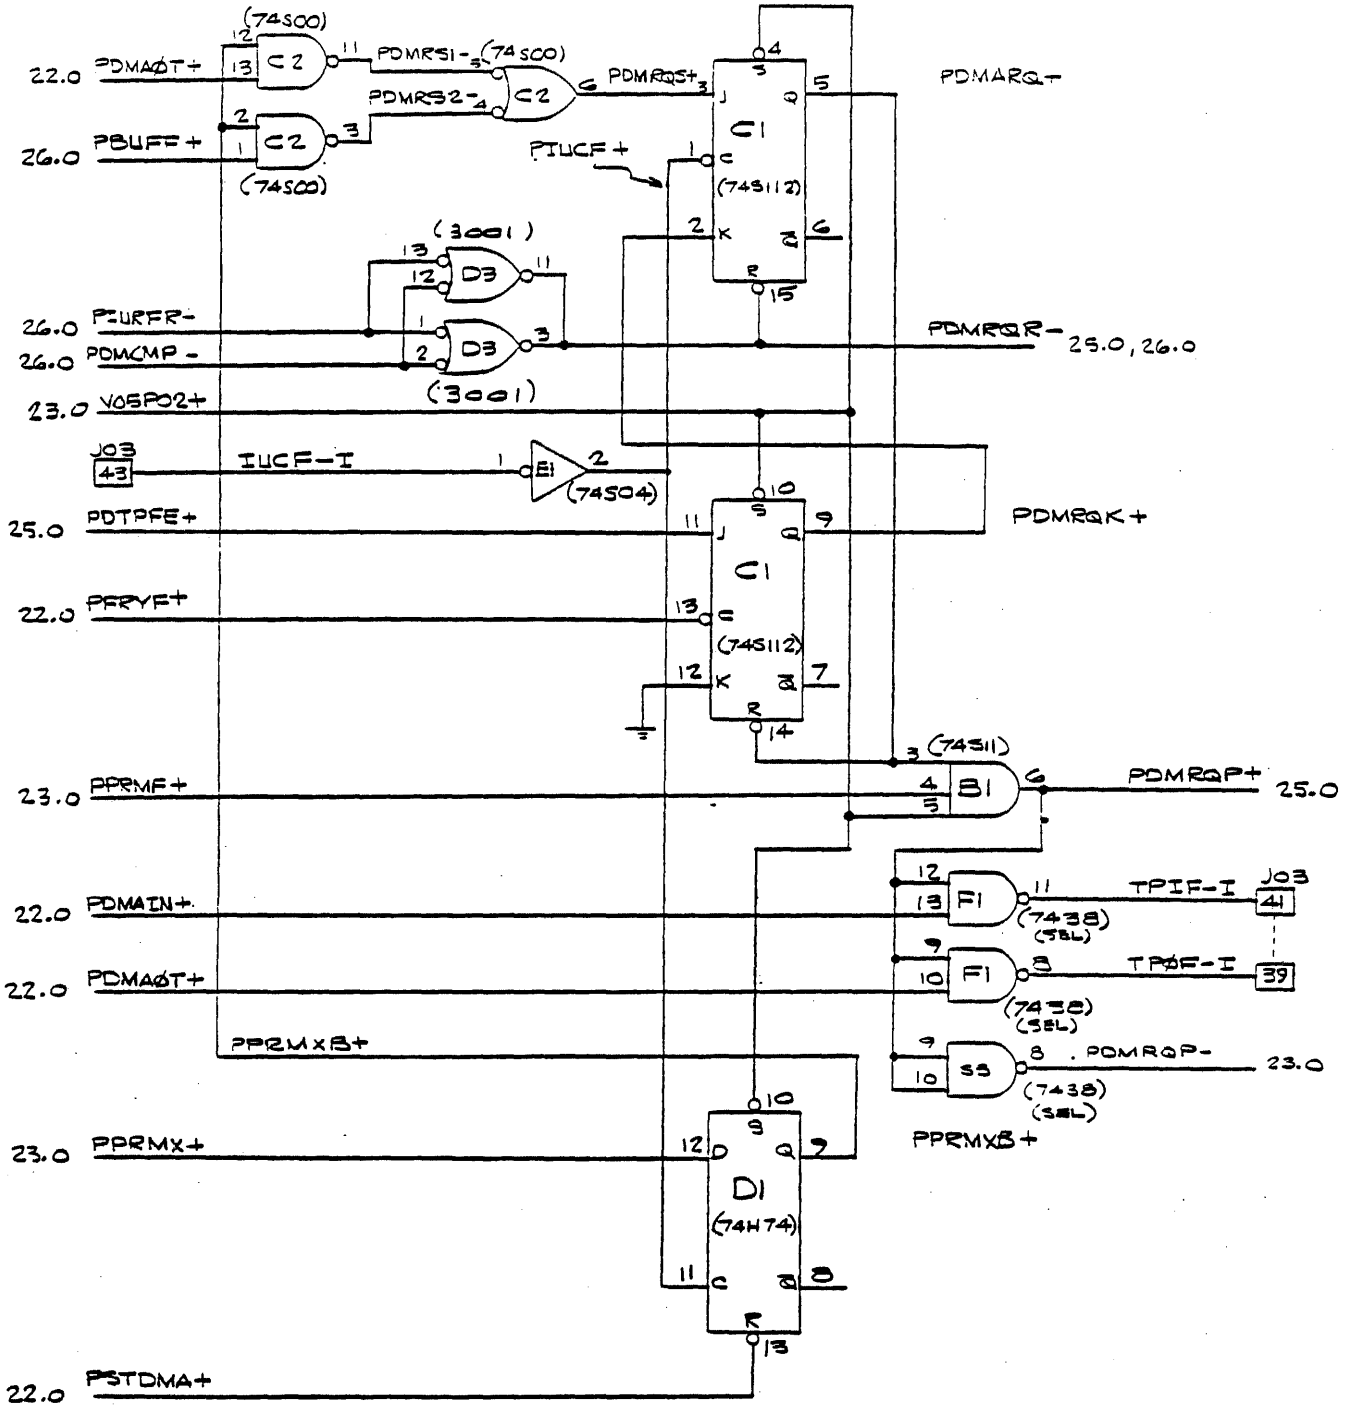 (74S00)
12
C2
11
PDMRS1-
5
(74S00)
22.0 PDMAØT+
13
PDMRS2-
4
C2
6
PDMRQS+
3
J
S
4
Q
5
PDMARQ-
2
C2
3
C1
26.0 PBUFF+
1
(74S00)
PIUCF+
1
C
(74S112)
2
K
Q
6
R
15
(3001)
13
12
D3
11
26.0
1
D3
3
PDMRQR-
25.0, 26.0
26.0 PDMCMP-
2
(3001)
23.0 V05P02+
J03
43
IUCF-I
1
E1
2
(74S04)
10
S
25.0 PDTPFE+
11
J
Q
9
PDMRQK+
C1
22.0 PFRYF+
13
C
(74S112)
12
K
Q
7
R
14
3
(74S11)
23.0 PPRMF+
4
5
B1
6
PDMRQP+
25.0
12
13
F1
11
TPIF-I
J03
41
(7438)
(SEL)
22.0 PDMAIN+
9
10
F1
8
TPØF-I
39
(7438)
(SEL)
22.0 PDMAØT+
PPRMXB+
9
10
S3
8
PDMRQP-
23.0
(7438)
(SEL)
PPRMXB+
10
S
23.0 PPRMX+
12
D
Q
9
D1
(74H74)
11
C
Q
8
R
13
22.0 PSTDMA+